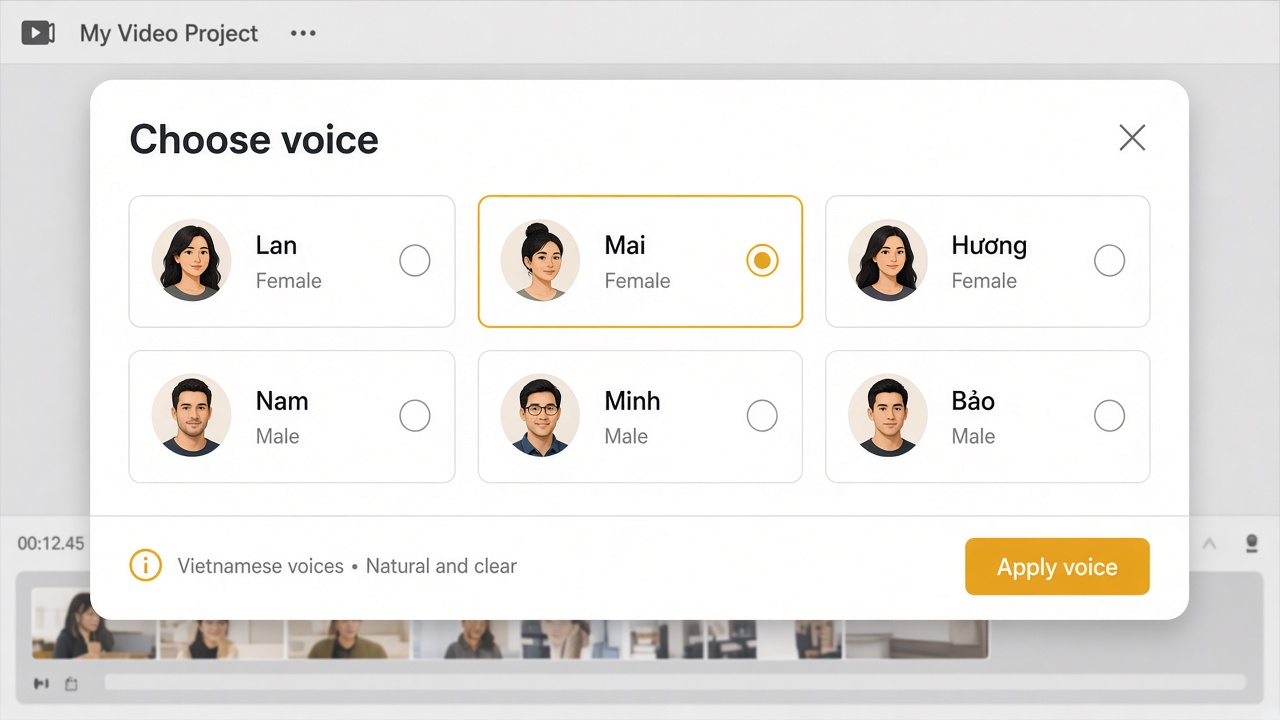 My Video Project
Choose voice
Lan
Female
Mai
Female
Hương
Female
Nam
Male
Minh
Male
Bảo
Male
00:12.45
Vietnamese voices • Natural and clear
Apply voice